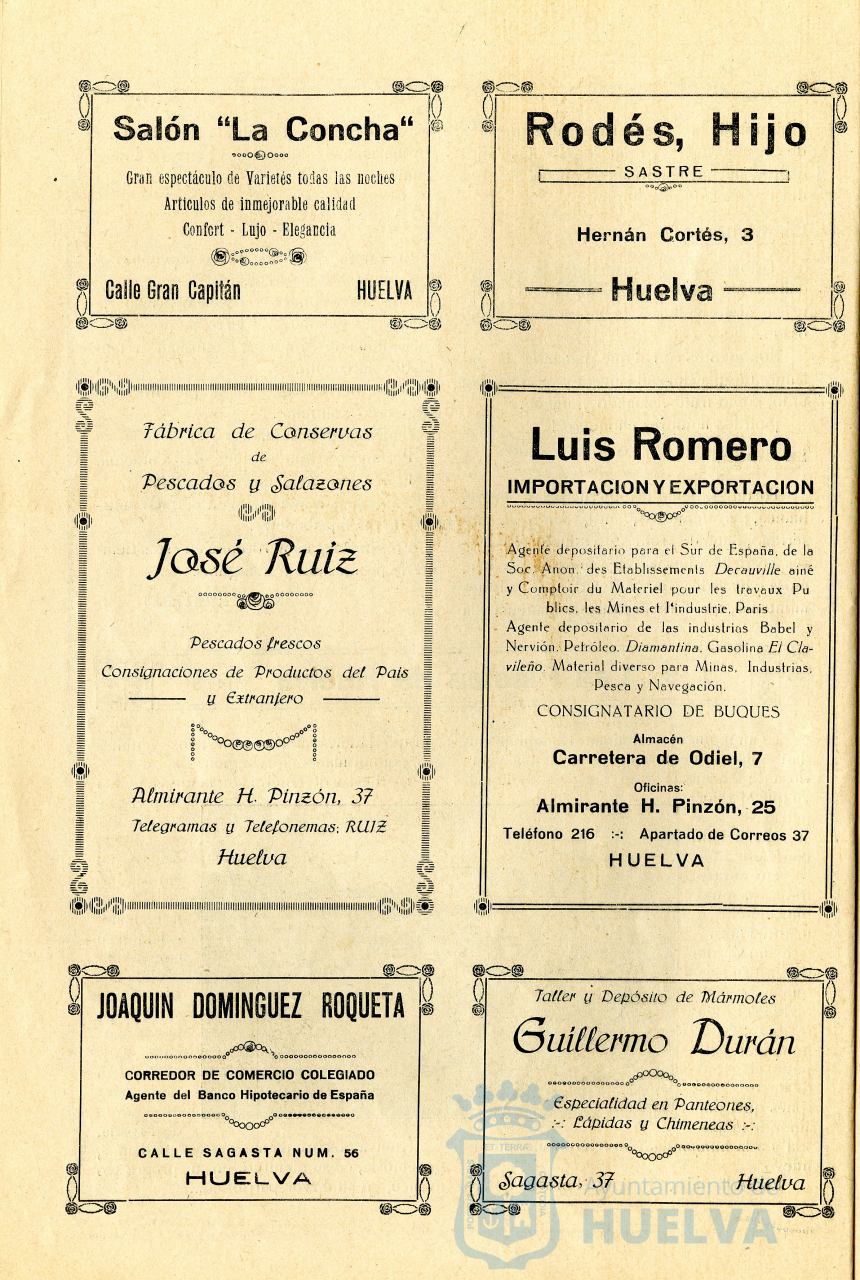 Salón “La Concha“
Gran espectáculo de Varietés todas las noches
Artículos de inmejorable calidad
Confort - Lujo - Elegancia
Calle Gran Capitán HUELVA
Rodés, Hijo
SASTRE
Hernán Cortés, 3
Huelva
Fábrica de Conservas
de
Pescados y Salazones
José Ruiz
Pescados frescos
Consignaciones de Productos del Pais
y Extranjero
Almirante H. Pinzón, 37
Telegramas y Telefonemas: RUIZ
Huelva
Luis Romero
IMPORTACION Y EXPORTACION
Agente depositario para el Sur de España, de la
Soc. Anon. des Etablissements Decauville ainé
y Comptoir du Materiel pour les travaux Pu
blics, les Mines et l‘industrie, Paris
Agente depositario de las industrias Babel y
Nervión. Petróleo. Diamantina. Gasolina El Cla-
vileño. Material diverso para Minas, Industrias,
Pesca y Navegación.
CONSIGNATARIO DE BUQUES
Almacén
Carretera de Odiel, 7
Oficinas:
Almirante H. Pinzón, 25
Teléfono 216 :-: Apartado de Correos 37
HUELVA
JOAQUIN DOMINGUEZ ROQUETA
CORREDOR DE COMERCIO COLEGIADO
Agente del Banco Hipotecario de España
CALLE SAGASTA NUM. 56
HUELVA
Taller y Depósito de Mármoles
Guillermo Durán
Especialidad en Panteones,
:-: Lápidas y Chimeneas :-:
Sagasta, 37 Huelva
ET TERRÆ
Ayuntamiento de
HUELVA